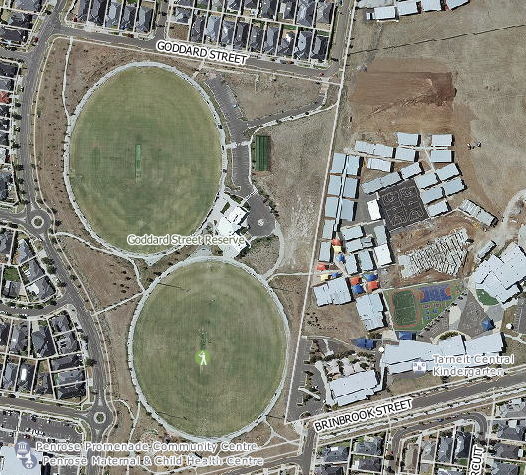 GODDARD STREET
Goddard Street Reserve
Tarneit Central
Kindergarten
BRINBROOK STREET
Penrose Promenade Community Centre
Penrose Maternal & Child Health Centre
CUT